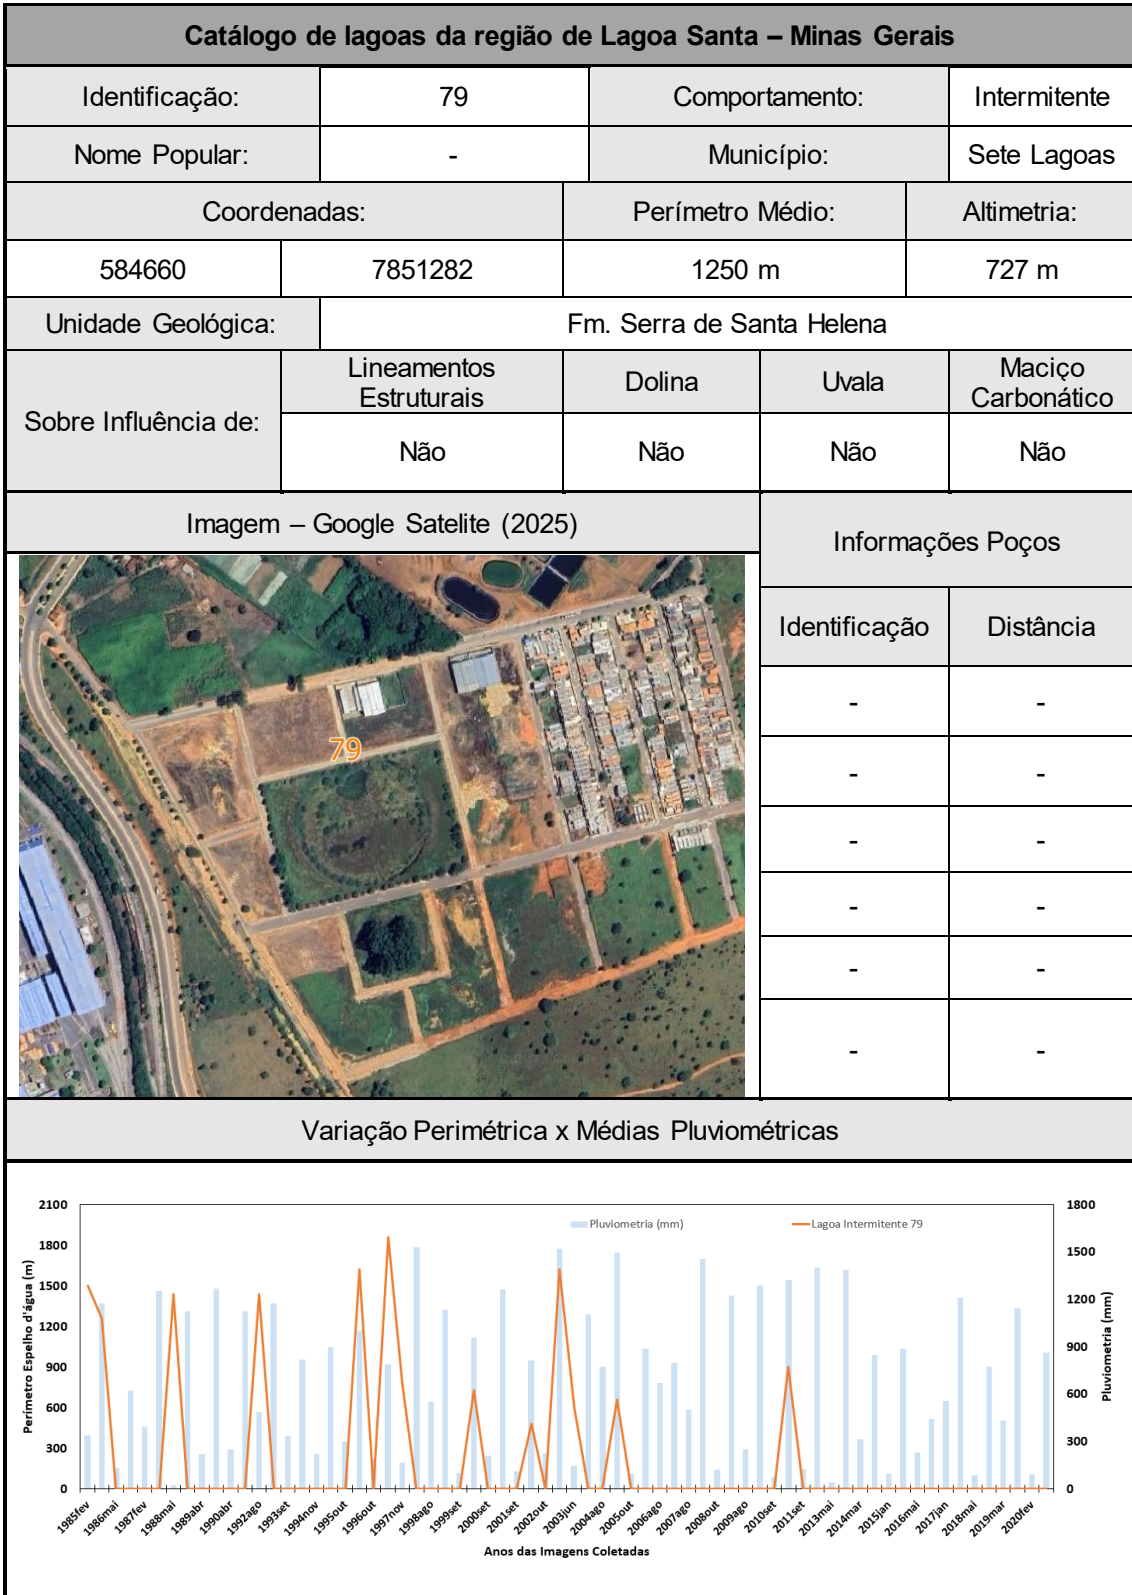 Catálogo de lagoas da região de Lagoa Santa – Minas Gerais
Identificação: 79 Comportamento: Intermitente
Nome Popular: - Município: Sete Lagoas
Coordenadas: Perímetro Médio: Altimetria:
584660 7851282 1250 m 727 m
Unidade Geológica: Fm. Serra de Santa Helena
Sobre Influência de:
Lineamentos Estruturais Dolina Uvala Maciço Carbonático
Não Não Não Não
Imagem – Google Satelite (2025)
79
Informações Poços
Identificação Distância
- -
- -
- -
- -
- -
- -
Variação Perimétrica x Médias Pluviométricas
Pluviometria (mm) Lagoa Intermitente 79
Perímetro Espelho d'água (m)
2100
1800
1500
1200
900
600
300
0
1800
1500
1200
900
600
300
0
Pluviometria (mm)
1985fev 1986mai 1987fev 1988mai 1989abr 1990abr 1992ago 1993set 1994nov 1995out 1996out 1997nov 1998ago 1999set 2000set 2001set 2002out 2003jun 2004ago 2005out 2006ago 2007ago 2008out 2009ago 2010set 2011set 2013mai 2014mar 2015jan 2016mai 2017jan 2018mai 2019mar 2020fev
Anos das Imagens Coletadas